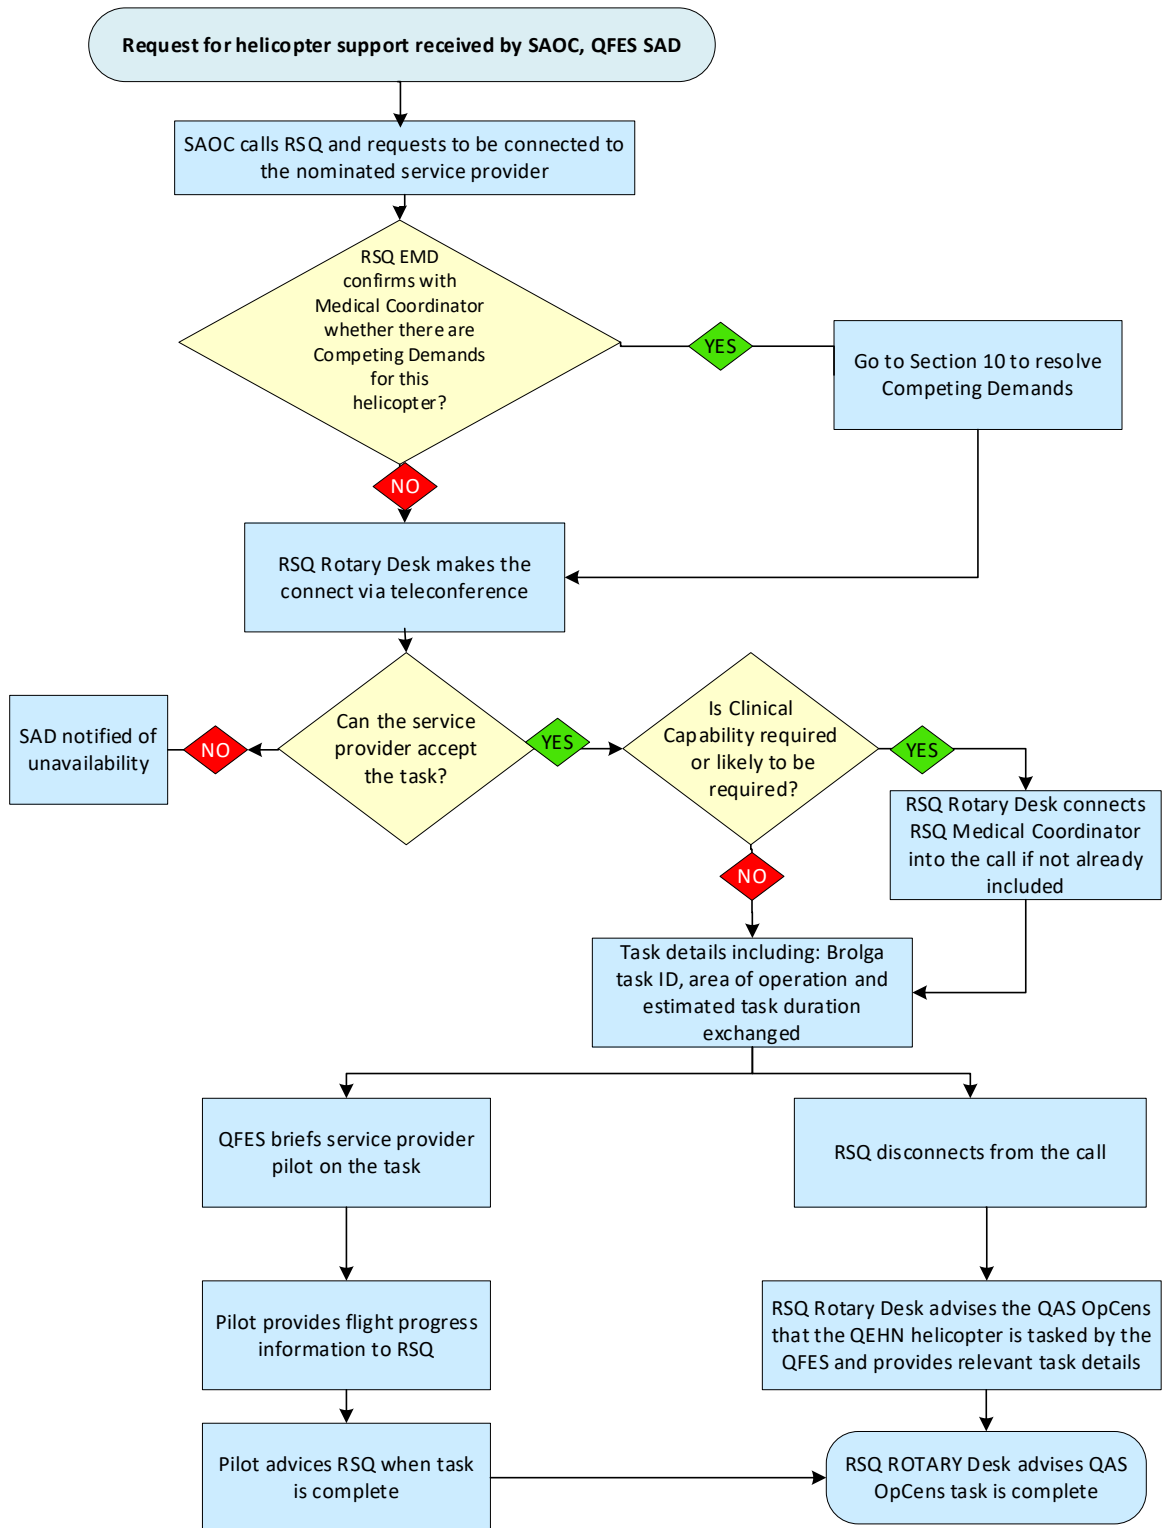 Request for helicopter support received by SAOC, QFES SAD
SAOC calls RSQ and requests to be connected to
the nominated service provider
RSQ EMD
confirms with
Medical Coordinator
whether there are
Competing Demands
for this
helicopter?
YES
Go to Section 10 to resolve
Competing Demands
NO
RSQ Rotary Desk makes the
connect via teleconference
SAD notified of
unavailability
NO
Can the service
provider accept
the task?
YES
Is Clinical
Capability required
or likely to be
required?
YES
RSQ Rotary Desk connects
RSQ Medical Coordinator
into the call if not already
included
NO
Task details including: Brolga
task ID, area of operation and
estimated task duration
exchanged
QFES briefs service provider
pilot on the task
RSQ disconnects from the call
Pilot provides flight progress
information to RSQ
RSQ Rotary Desk advises the QAS OpCens
that the QEHN helicopter is tasked by the
QFES and provides relevant task details
Pilot advices RSQ when task
is complete
RSQ ROTARY Desk advises QAS
OpCens task is complete